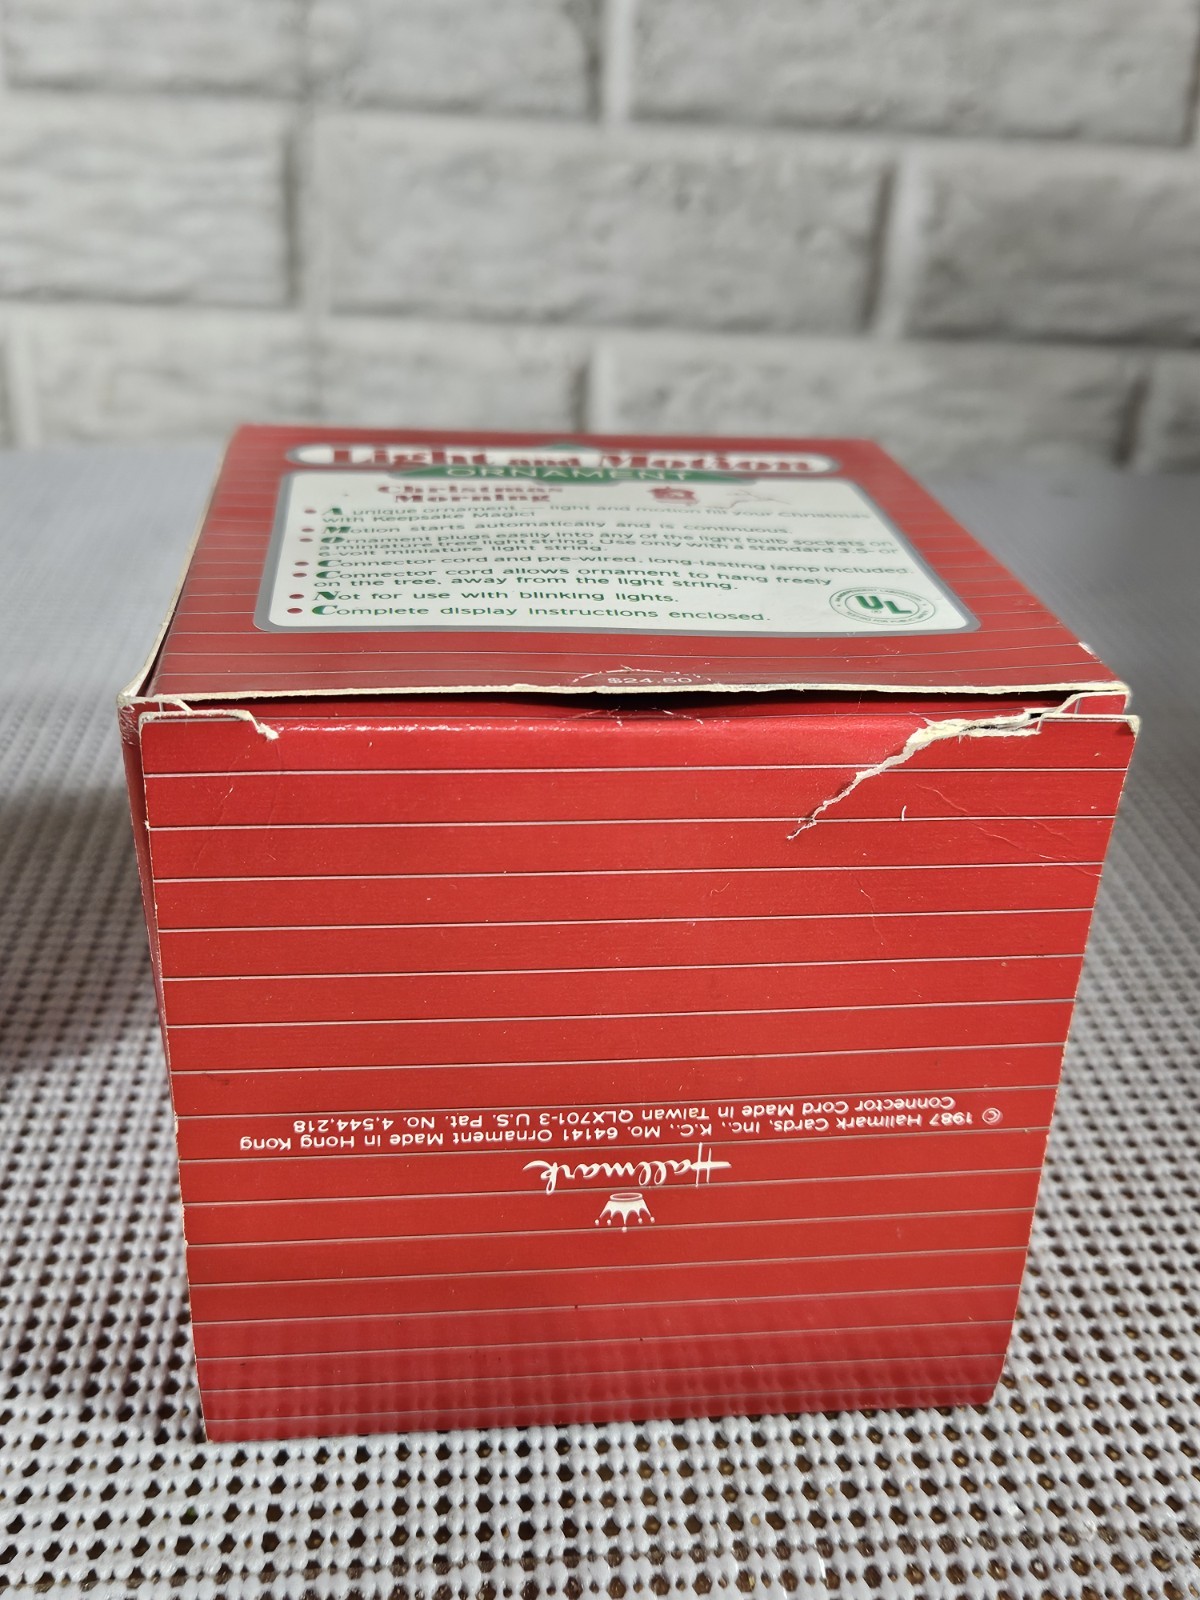 Light and Motion
ORNAMENT
Christmas
Morning
• A unique ornament — light and motion fill your Christmas
with Keepsake Magic!
• Motion starts automatically and is continuous.
• Ornament plugs easily into any of the light bulb sockets on
a miniature tree light string. Use only with a standard 3.5- or
volt miniature light string.
• Connector cord and pre-wired, long-lasting lamp included.
• Connector cord allows ornament to hang freely
on the tree, away from the light string.
• Not for use with blinking lights.
• Complete display instructions enclosed.
UL
$24.50
Hallmark
© 1987 Hallmark Cards, Inc., K.C., Mo. 64141 Ornament Made in Hong Kong
Connector Cord Made in Taiwan QLX701-3 U.S. Pat. No. 4,544,218